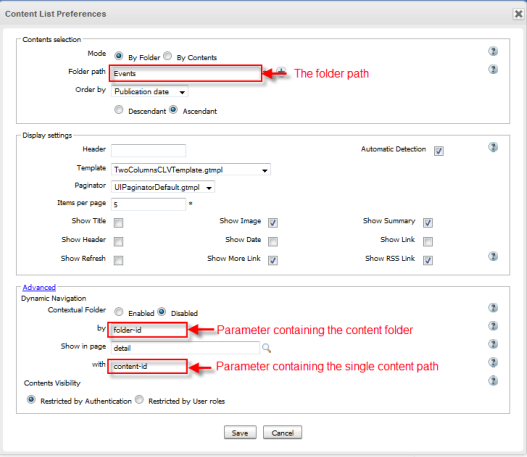 Content List Preferences
Contents selection
Mode By Folder By Contents
Folder path Events The folder path
Order by Publication date
Descendant Ascendant
Display settings
Header Automatic Detection
Template TwoColumnsCLVTemplate.gtmpl
Paginator UIPaginatorDefault.gtmpl
Items per page 5 *
Show Title Show Image Show Summary
Show Header Show Date Show Link
Show Refresh Show More Link Show RSS Link
Advanced
Dynamic Navigation
Contextual Folder Enabled Disabled
by folder-id Parameter containing the content folder
Show in page detail
with content-id Parameter containing the single content path
Contents Visibility
Restricted by Authentication Restricted by User roles
Save Cancel